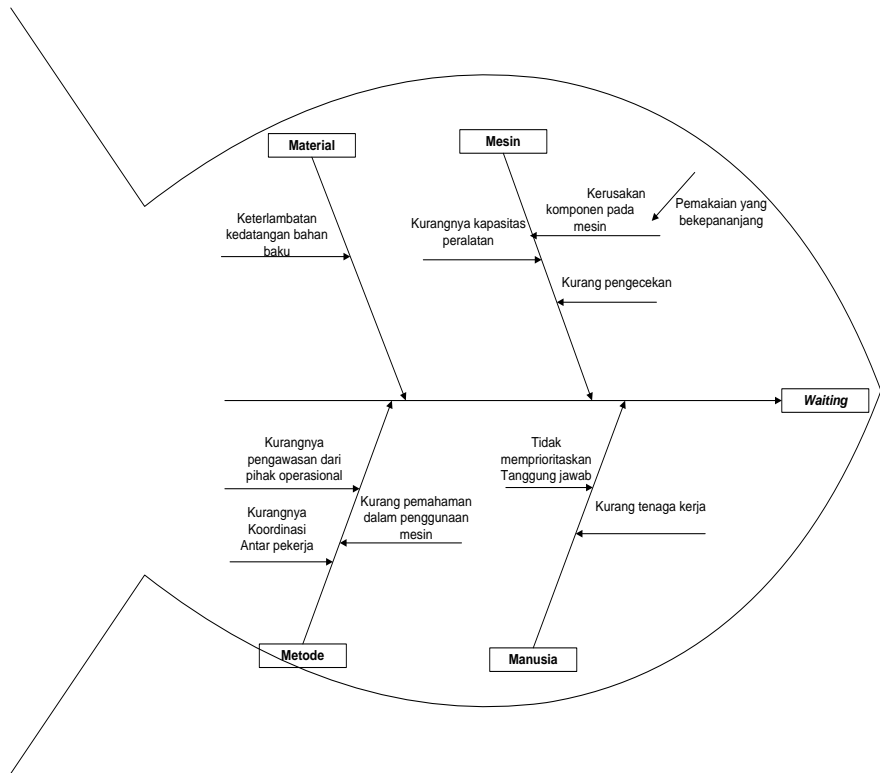 Material
Mesin
Keterlambatan
kedatangan bahan
baku
Kurangnya kapasitas
peralatan
Kerusakan
komponen pada
mesin
Pemakaian yang
bekepananjang
Kurang pengecekan
Waiting
Kurangnya
pengawasan dari
pihak operasional
Kurangnya
Koordinasi
Antar pekerja
Kurang pemahaman
dalam penggunaan
mesin
Tidak
memprioritaskan
Tanggung jawab
Kurang tenaga kerja
Metode
Manusia